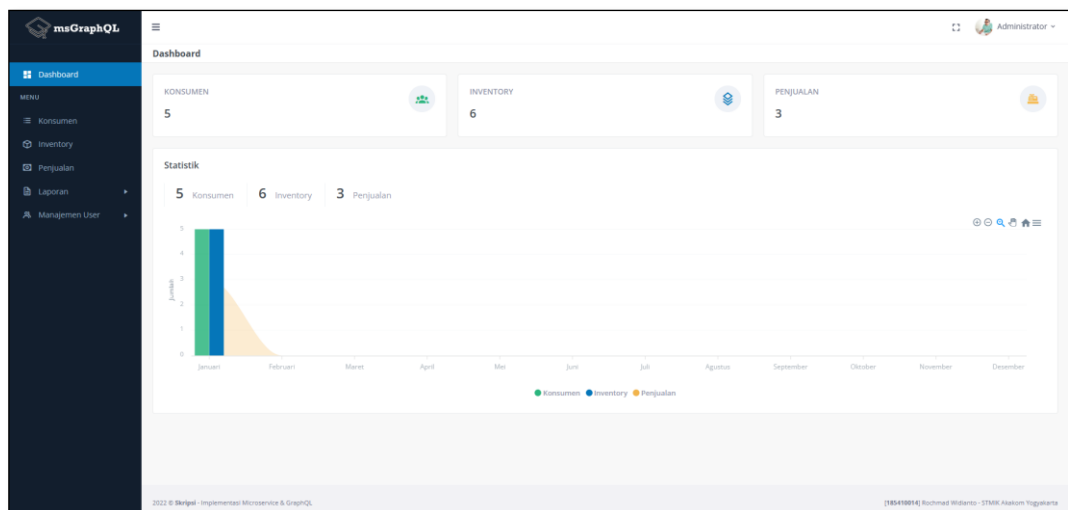 msGraphQL
Administrator
Dashboard
Dashboard
MENU
Konsumen
Inventory
Penjualan
Laporan
Manajemen User
KONSUMEN
5
INVENTORY
6
PENJUALAN
3
Statistik
5 Konsumen 6 Inventory 3 Penjualan
5
4
3
2
1
0
Jumlah
Januari Februari Maret April Mei Juni Juli Agustus September Oktober November Desember
Konsumen Inventory Penjualan
2022 © Skripsi - Implementasi Microservice & GraphQL
[185410014] Rochmad Widianto - STMIK Akakom Yogyakarta